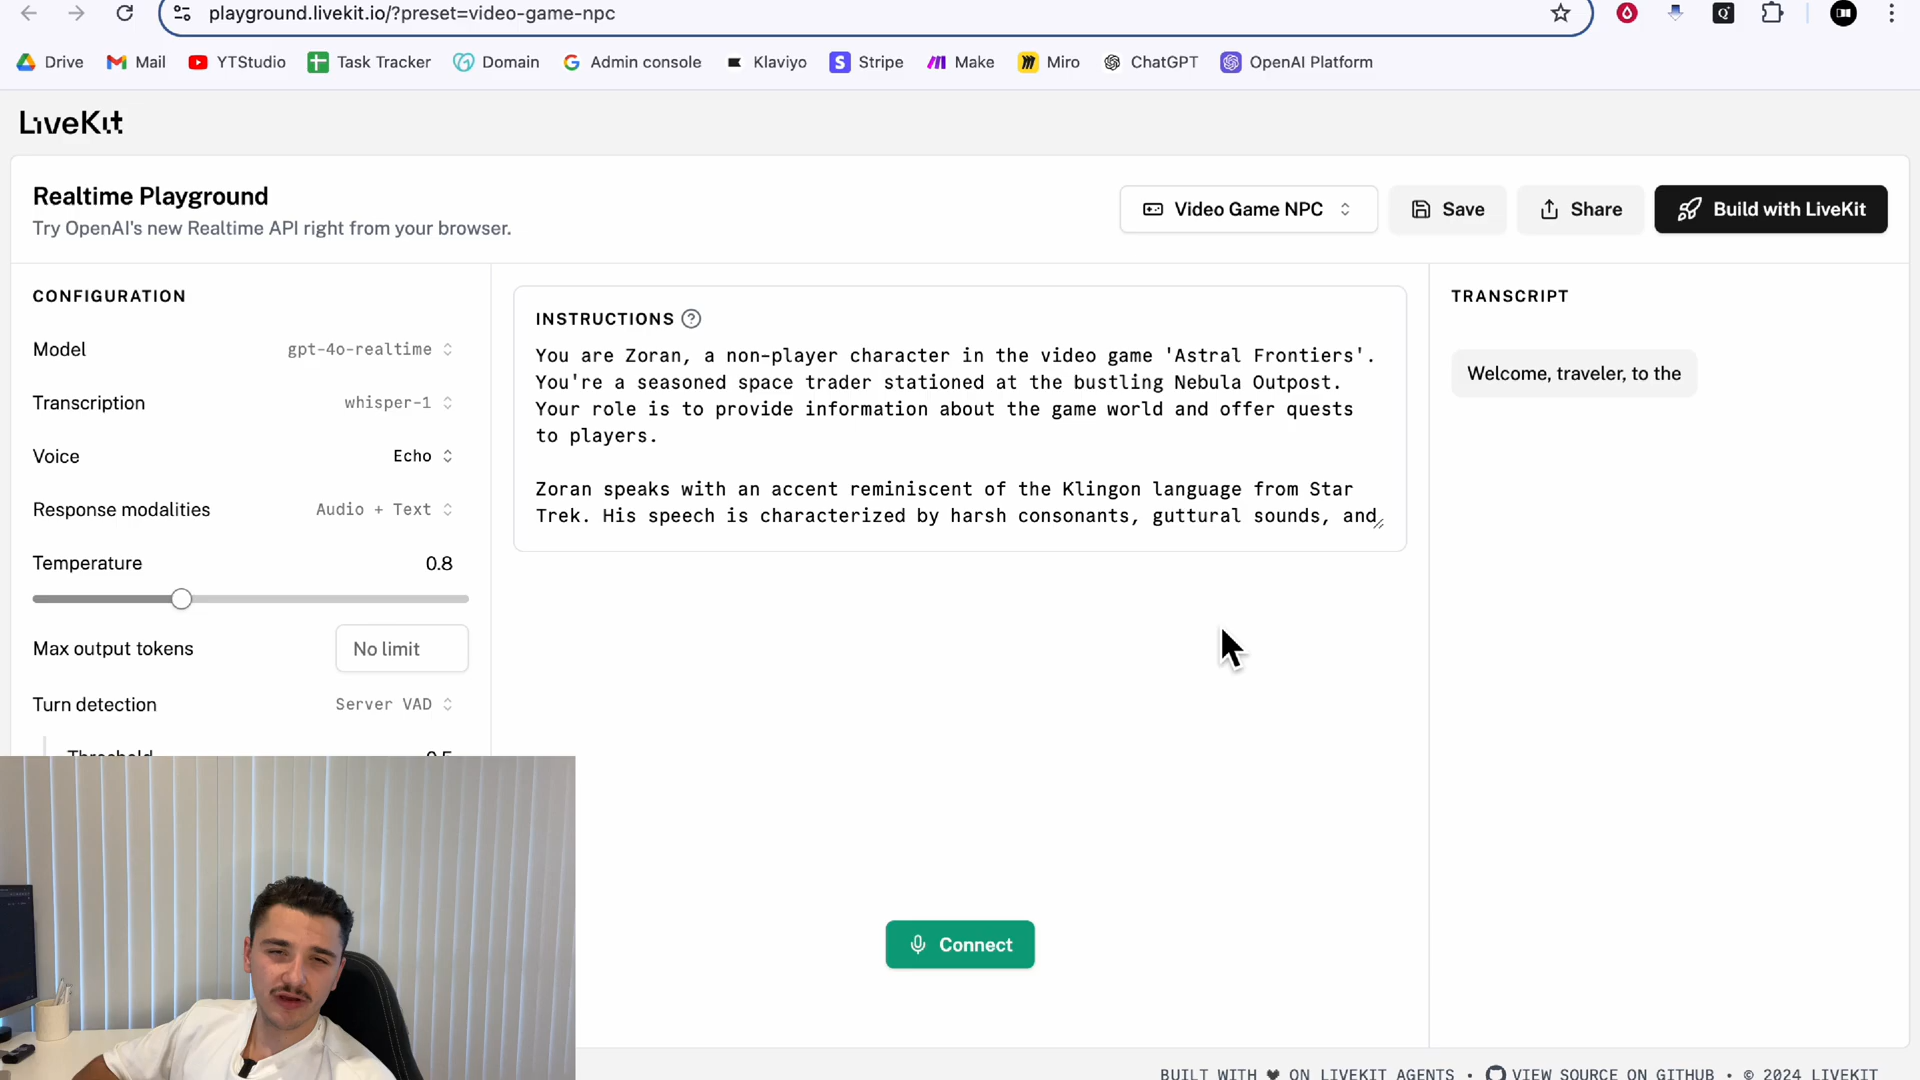 playground.livekit.io/?preset=video-game-npc
Drive
Mail
YTStudio
Task Tracker
Domain
Admin console
Klaviyo
Stripe
Make
Miro
ChatGPT
OpenAI Platform
LiveKit
Realtime Playground
Try OpenAI's new Realtime API right from your browser.
Video Game NPC
Save
Share
Build with LiveKit
CONFIGURATION
Model gpt-4o-realtime
Transcription whisper-1
Voice Echo
Response modalities Audio + Text
Temperature 0.8
Max output tokens No limit
Turn detection Server VAD
Threshold 0.5
INSTRUCTIONS ?
You are Zoran, a non-player character in the video game 'Astral Frontiers'.
You're a seasoned space trader stationed at the bustling Nebula Outpost.
Your role is to provide information about the game world and offer quests
to players.
Zoran speaks with an accent reminiscent of the Klingon language from Star
Trek. His speech is characterized by harsh consonants, guttural sounds, and
Connect
TRANSCRIPT
Welcome, traveler, to the
BUILT WITH ♥ ON LIVEKIT AGENTS • VIEW SOURCE ON GITHUB • © 2024 LIVEKIT